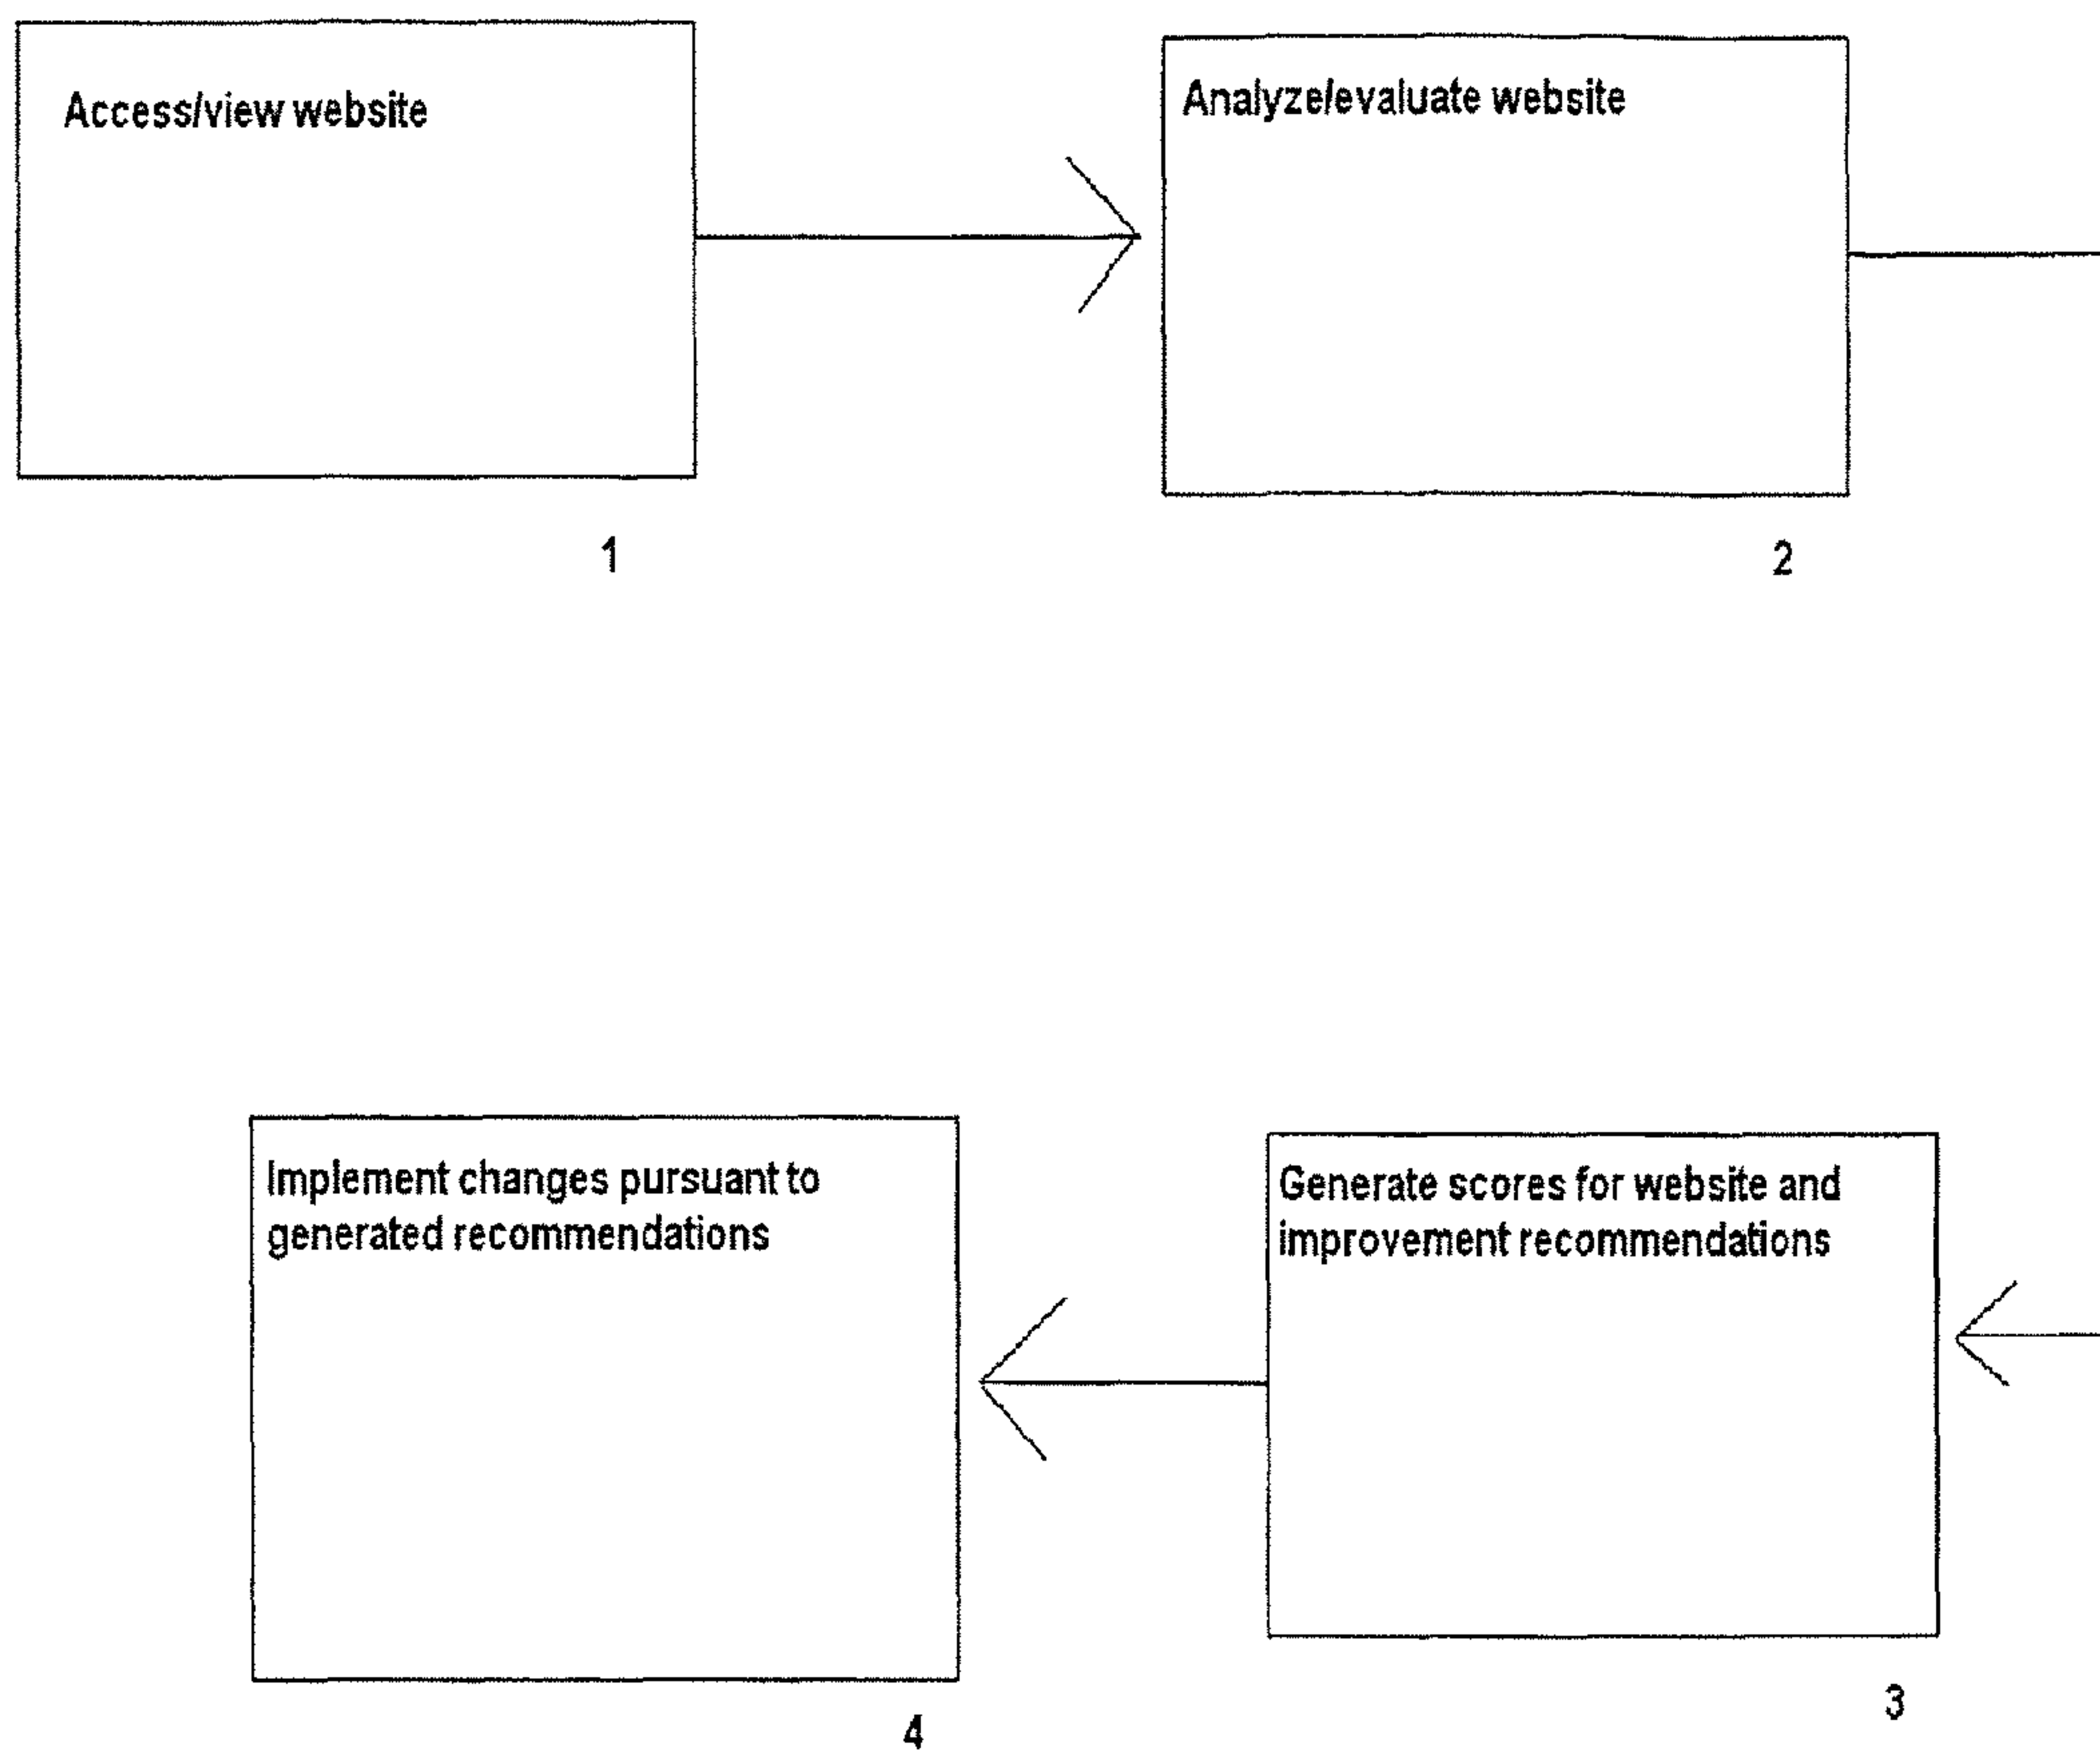 Access/view website
1
Analyze/evaluate website
2
Generate scores for website and
improvement recommendations
3
Implement changes pursuant to
generated recommendations
4